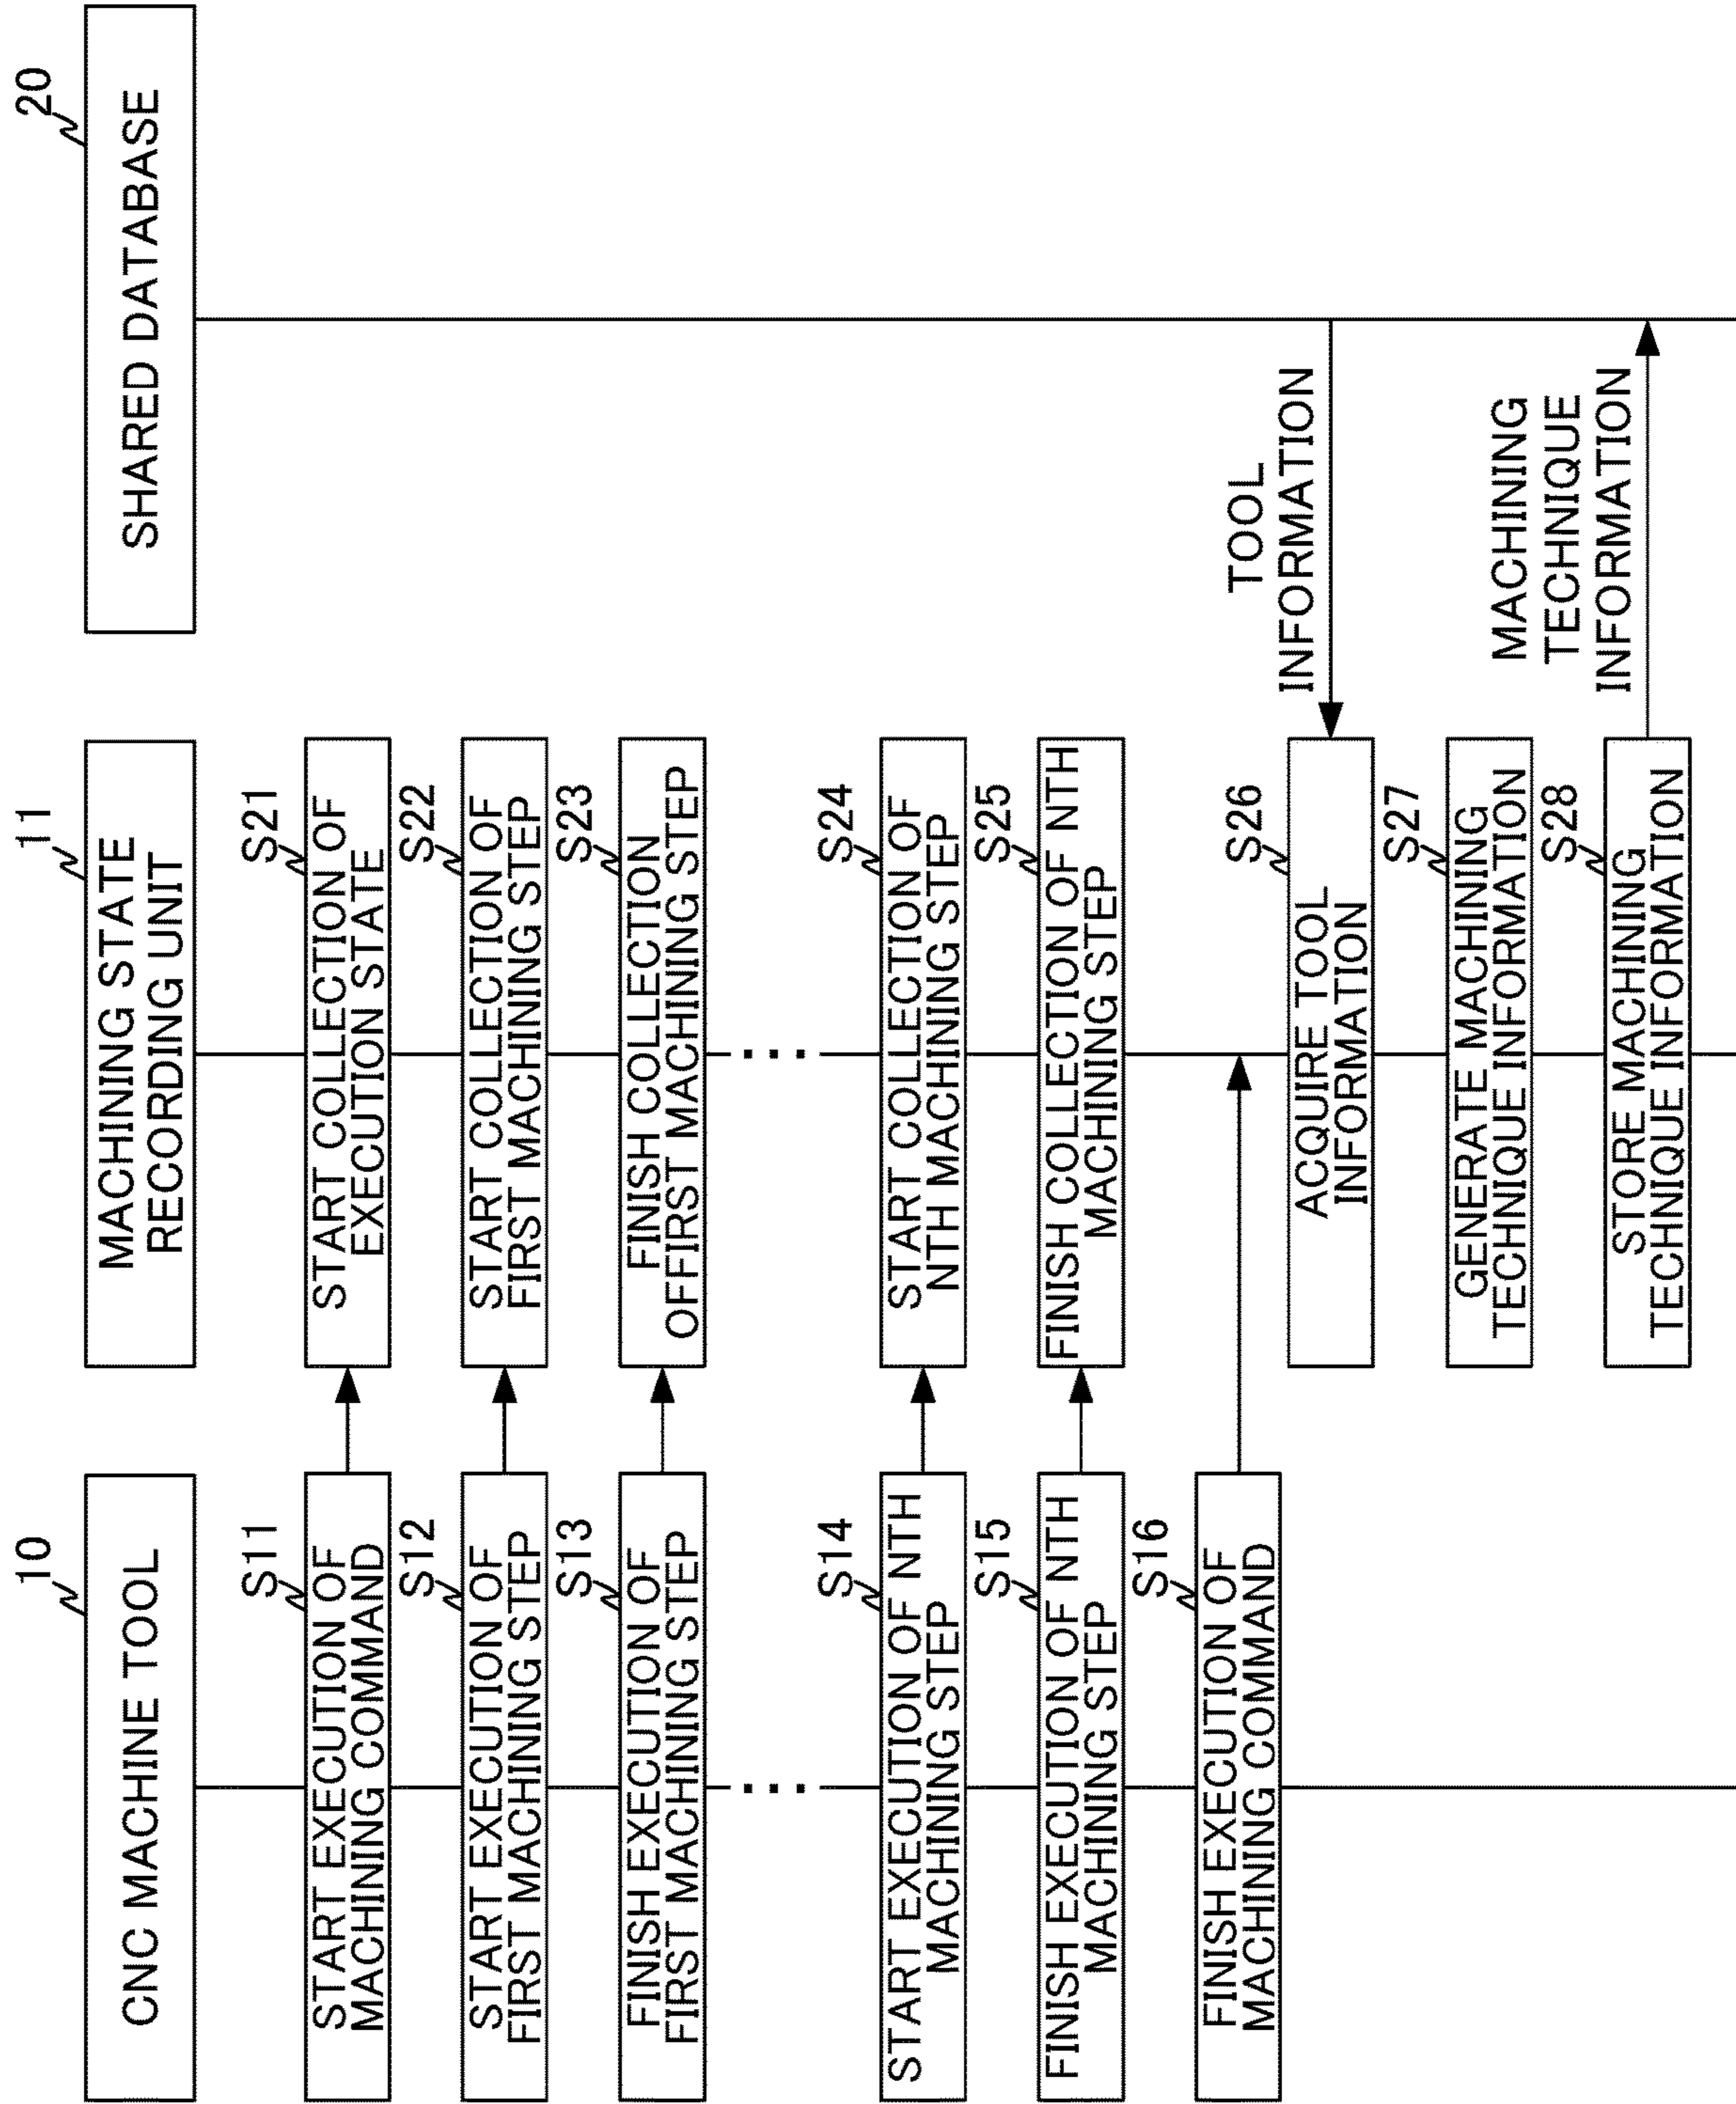 10
CNC MACHINE TOOL
11
MACHINING STATE
RECORDING UNIT
20
SHARED DATABASE
S11
START EXECUTION OF
MACHINING COMMAND
S21
START COLLECTION OF
EXECUTION STATE
S12
START EXECUTION OF
FIRST MACHINING STEP
S22
START COLLECTION OF
FIRST MACHINING STEP
S13
FINISH EXECUTION OF
FIRST MACHINING STEP
S23
FINISH COLLECTION
OFFIRST MACHINING STEP
...
...
S14
START EXECUTION OF NTH
MACHINING STEP
S24
START COLLECTION OF
NTH MACHINING STEP
S15
FINISH EXECUTION OF NTH
MACHINING STEP
S25
FINISH COLLECTION OF NTH
MACHINING STEP
S16
FINISH EXECUTION OF
MACHINING COMMAND
S26
ACQUIRE TOOL
INFORMATION
TOOL
INFORMATION
S27
GENERATE MACHINING
TECHNIQUE INFORMATION
S28
STORE MACHINING
TECHNIQUE INFORMATION
MACHINING
TECHNIQUE
INFORMATION